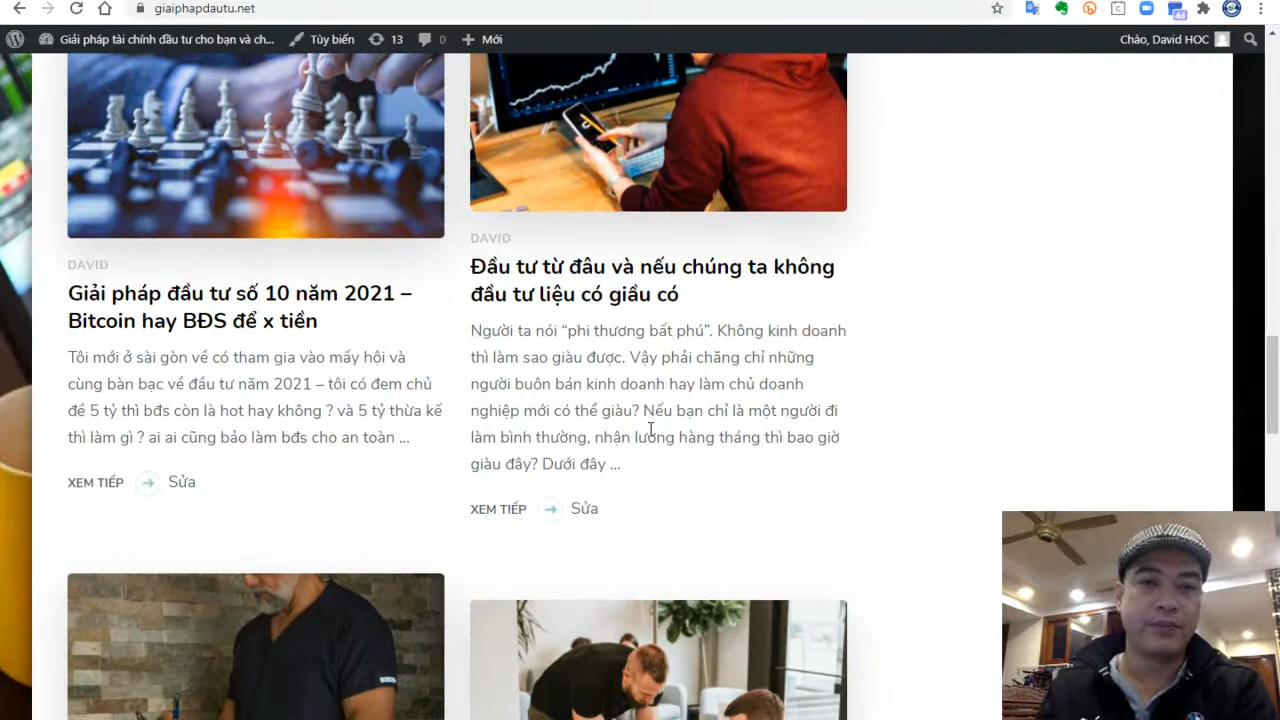 giaiphapdautu.net
4d
Giải pháp tài chính đầu tư cho bạn và ch...
Tùy biến
13
0
Mới
Chào, David HOC
DAVID
Giải pháp đầu tư số 10 năm 2021 –
Bitcoin hay BĐS để x tiền
Tôi mới ở sài gòn về có tham gia vào mấy hội và
cùng bàn bạc về đầu tư năm 2021 – tôi có đem chủ
đề 5 tỷ thì bđs còn là hot hay không ? và 5 tỷ thừa kế
thì làm gì ? ai ai cũng bảo làm bđs cho an toàn ...
XEM TIẾP
Sửa
DAVID
Đầu tư từ đâu và nếu chúng ta không
đầu tư liệu có giầu có
Người ta nói “phi thương bất phú”. Không kinh doanh
thì làm sao giàu được. Vậy phải chăng chỉ những
người buôn bán kinh doanh hay làm chủ doanh
nghiệp mới có thể giàu? Nếu bạn chỉ là một người đi
làm bình thường, nhận lương hàng tháng thì bao giờ
giàu đây? Dưới đây ...
XEM TIẾP
Sửa